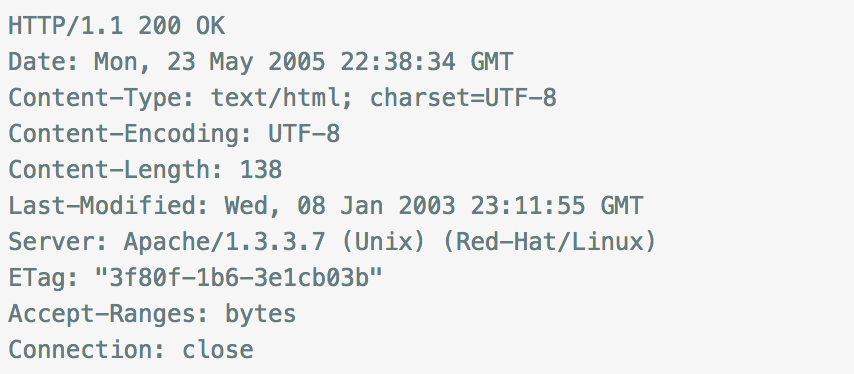 HTTP/1.1 200 OK
Date: Mon, 23 May 2005 22:38:34 GMT
Content-Type: text/html; charset=UTF-8
Content-Encoding: UTF-8
Content-Length: 138
Last-Modified: Wed, 08 Jan 2003 23:11:55 GMT
Server: Apache/1.3.3.7 (Unix) (Red-Hat/Linux)
ETag: "3f80f-1b6-3e1cb03b"
Accept-Ranges: bytes
Connection: close